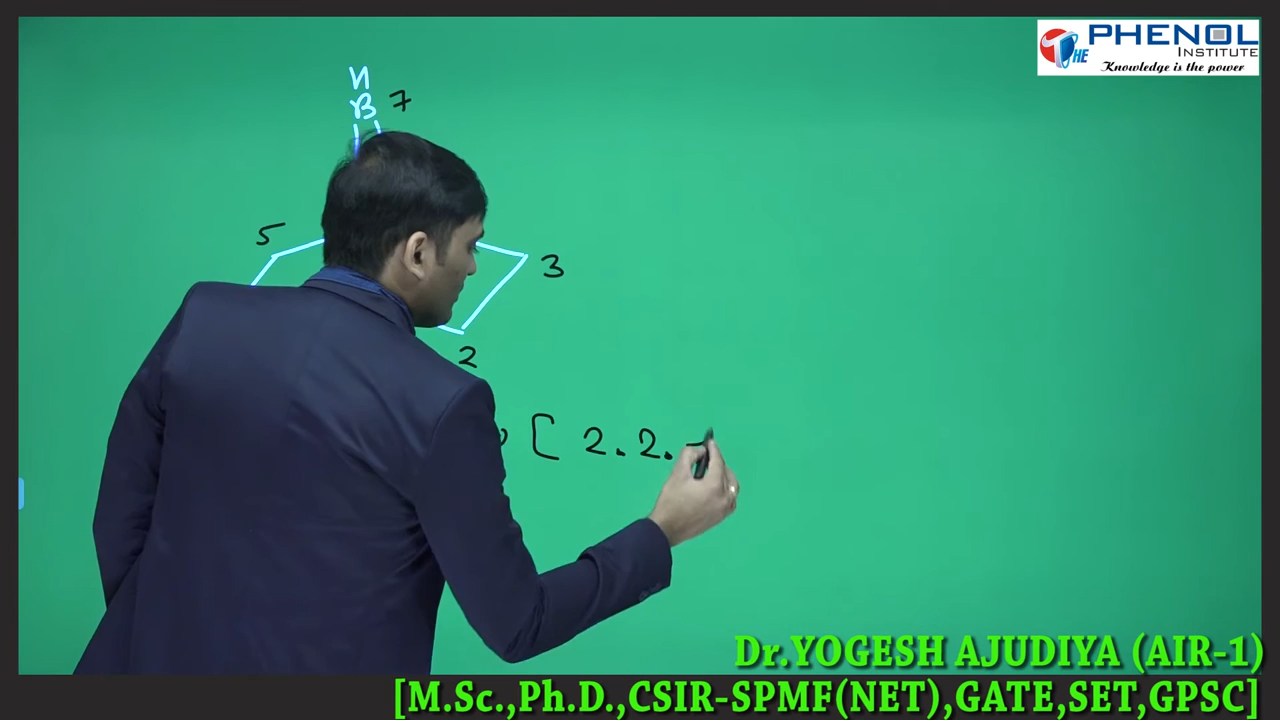 THE PHENOL
INSTITUTE
Knowledge is the power
7
5
3
2
[ 2.2.
Dr.YOGESH AJUDIYA (AIR-1)
[M.Sc.,Ph.D.,CSIR-SPMF(NET),GATE,SET,GPSC]